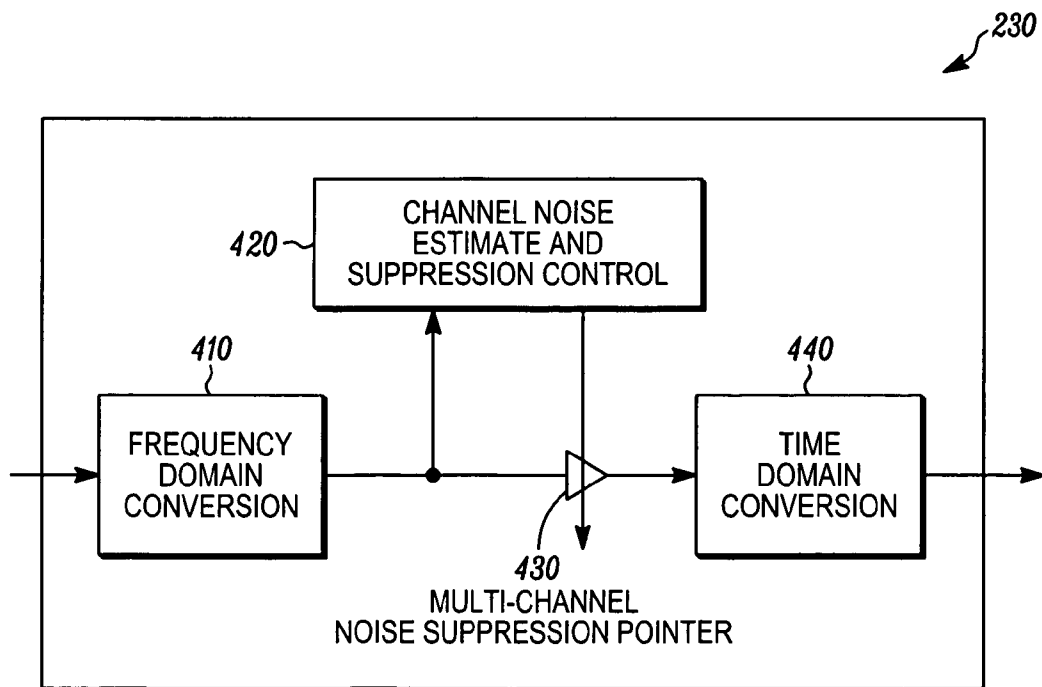 230
CHANNEL NOISE
ESTIMATE AND
SUPPRESSION CONTROL
420
410
440
FREQUENCY
DOMAIN
CONVERSION
TIME
DOMAIN
CONVERSION
430
MULTI-CHANNEL
NOISE SUPPRESSION POINTER